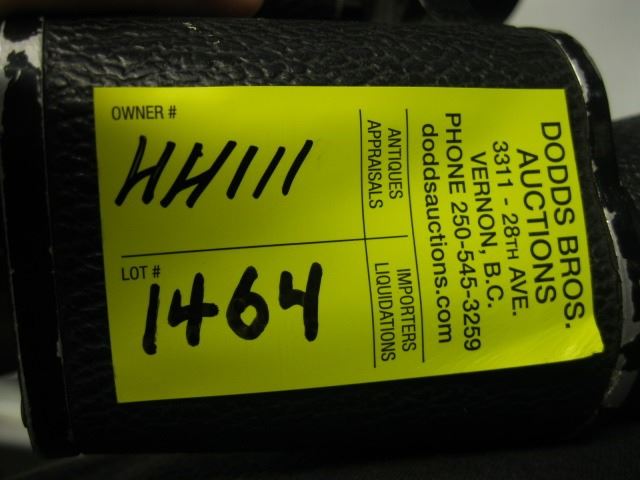 DODDS BROS.
AUCTIONS
3311 - 28TH AVE.
VERNON, B.C.
PHONE 250-545-3259
doddsauctions.com
ANTIQUES
APPRAISALS
IMPORTERS
LIQUIDATIONS
OWNER #
HH111
LOT #
1464